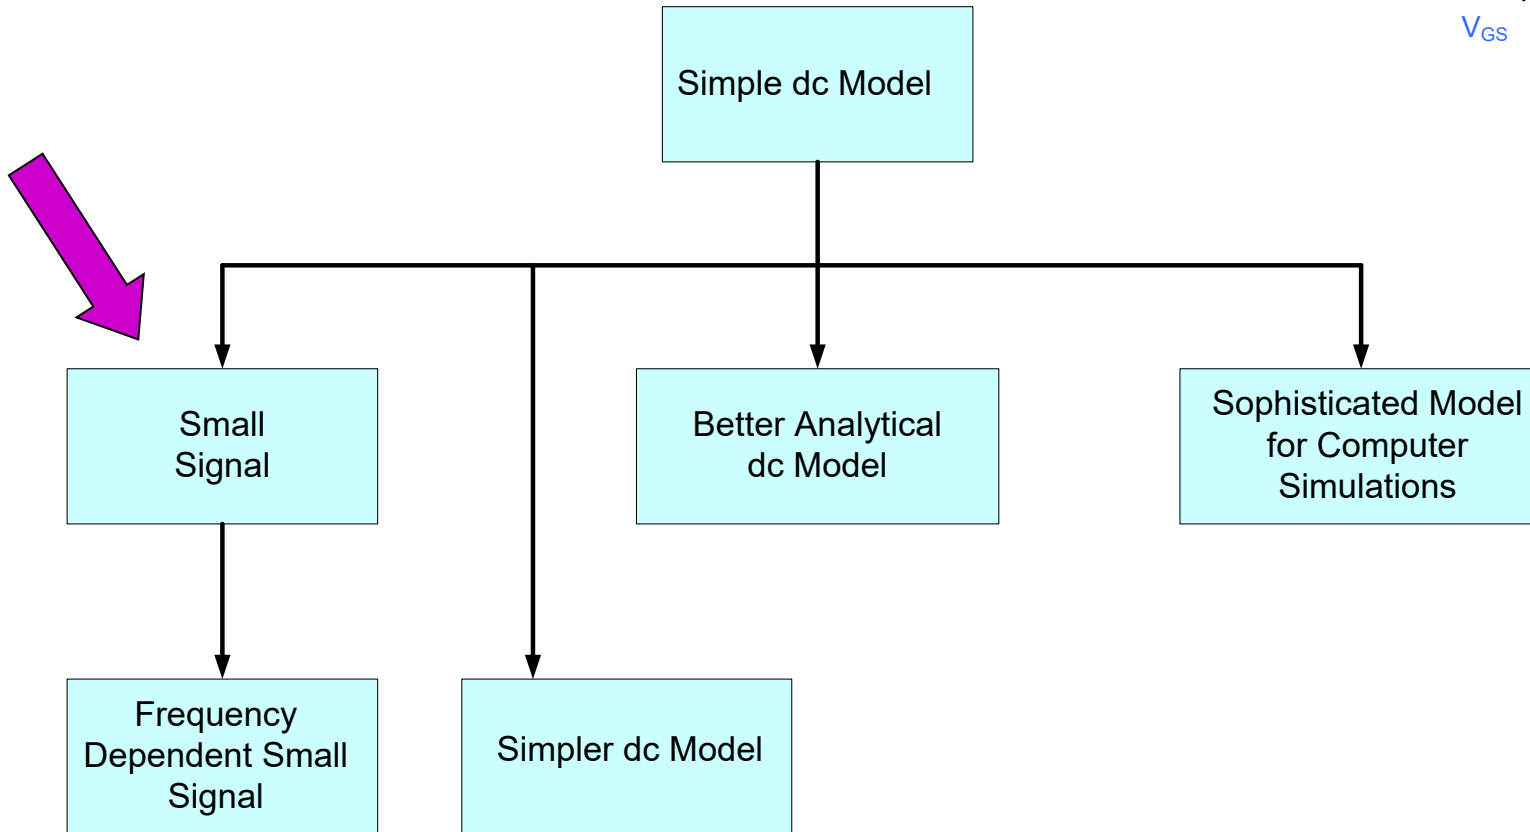 V_GS
Simple dc Model
Small
Signal
Better Analytical
dc Model
Sophisticated Model
for Computer
Simulations
Frequency
Dependent Small
Signal
Simpler dc Model